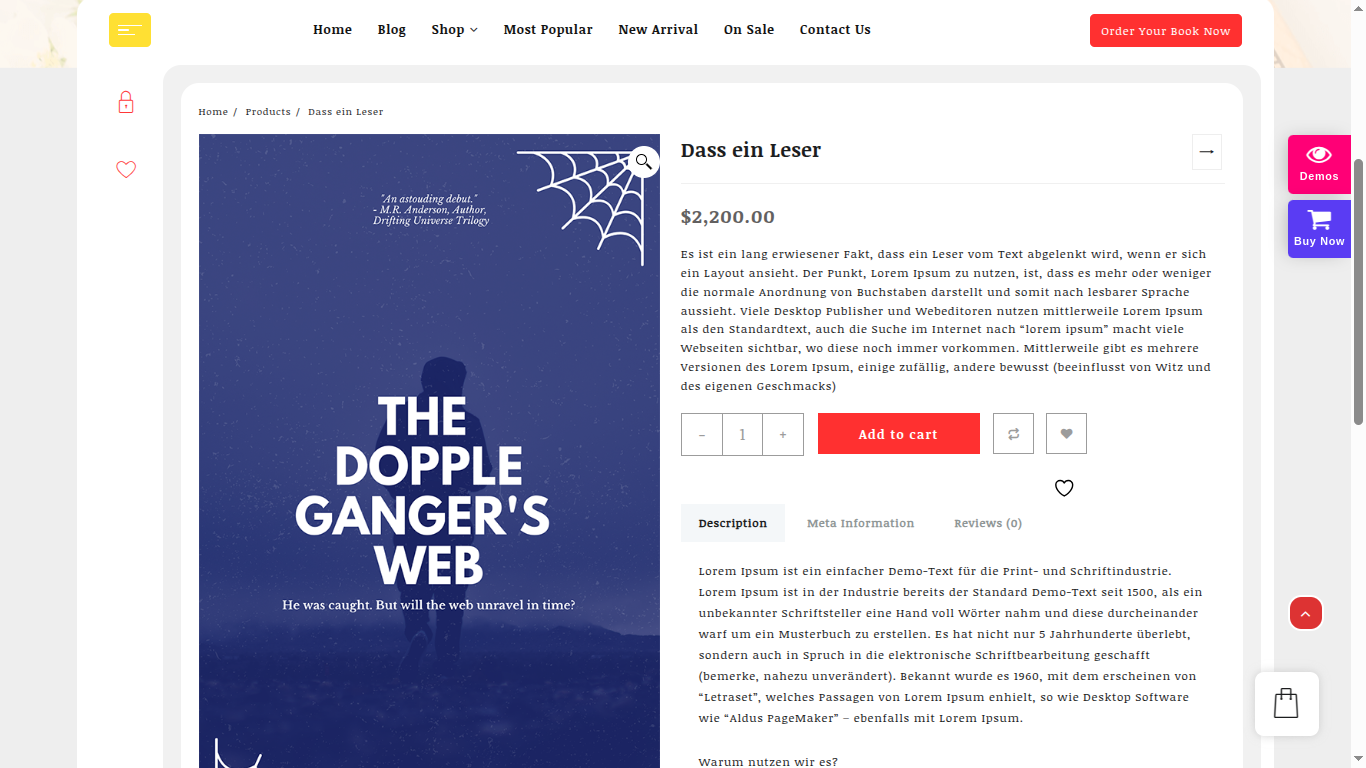 Home Blog Shop Most Popular New Arrival On Sale Contact Us
Order Your Book Now
Home / Products / Dass ein Leser
"An astouding debut."
- M.R. Anderson, Author,
Drifting Universe Trilogy
THE
DOPPLE
GANGER'S
WEB
He was caught. But will the web unravel in time?
Dass ein Leser
→
$2,200.00
Es ist ein lang erwiesener Fakt, dass ein Leser vom Text abgelenkt wird, wenn er sich
ein Layout ansieht. Der Punkt, Lorem Ipsum zu nutzen, ist, dass es mehr oder weniger
die normale Anordnung von Buchstaben darstellt und somit nach lesbarer Sprache
aussieht. Viele Desktop Publisher und Webeditoren nutzen mittlerweile Lorem Ipsum
als den Standardtext, auch die Suche im Internet nach “lorem ipsum” macht viele
Webseiten sichtbar, wo diese noch immer vorkommen. Mittlerweile gibt es mehrere
Versionen des Lorem Ipsum, einige zufällig, andere bewusst (beeinflusst von Witz und
des eigenen Geschmacks)
- 1 +
Add to cart
Description Meta Information Reviews (0)
Lorem Ipsum ist ein einfacher Demo-Text für die Print- und Schriftindustrie.
Lorem Ipsum ist in der Industrie bereits der Standard Demo-Text seit 1500, als ein
unbekannter Schriftsteller eine Hand voll Wörter nahm und diese durcheinander
warf um ein Musterbuch zu erstellen. Es hat nicht nur 5 Jahrhunderte überlebt,
sondern auch in Spruch in die elektronische Schriftbearbeitung geschafft
(bemerke, nahezu unverändert). Bekannt wurde es 1960, mit dem erscheinen von
“Letraset”, welches Passagen von Lorem Ipsum enhielt, so wie Desktop Software
wie “Aldus PageMaker” – ebenfalls mit Lorem Ipsum.
Warum nutzen wir es?
Demos
Buy Now